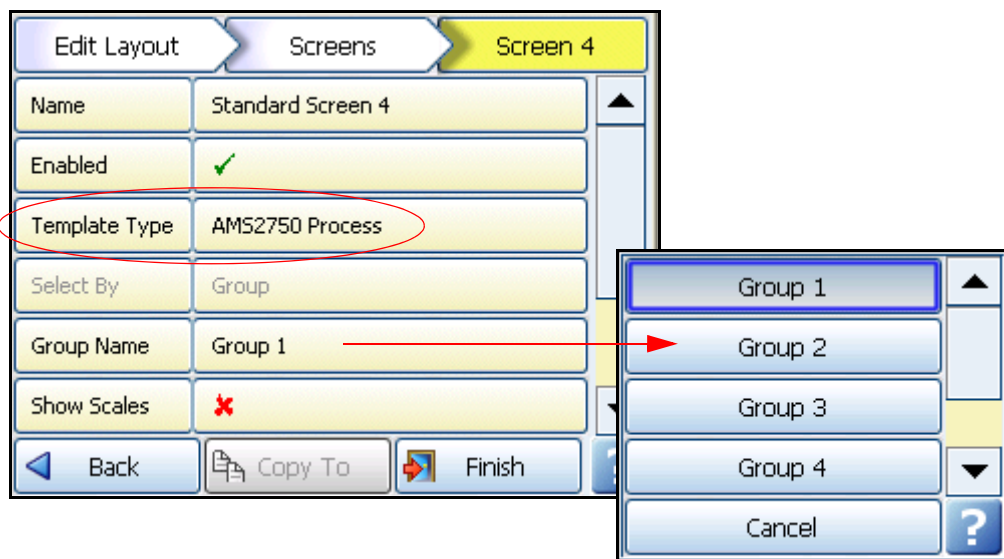 Edit Layout Screens Screen 4
Name Standard Screen 4
Enabled
Template Type AMS2750 Process
Select By Group
Group Name Group 1
Show Scales
Back Copy To Finish ?
Group 1
Group 2
Group 3
Group 4
Cancel ?